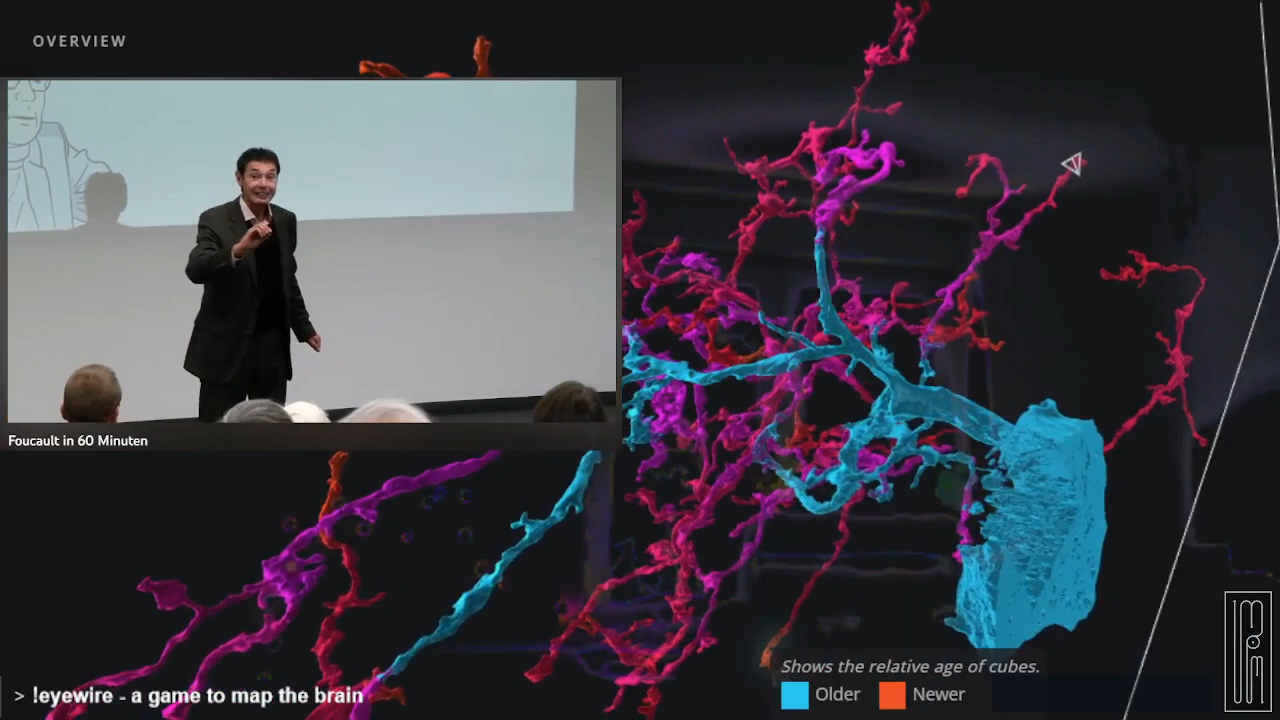 OVERVIEW
Foucault in 60 Minuten
> !eyewire - a game to map the brain
Shows the relative age of cubes.
Older
Newer